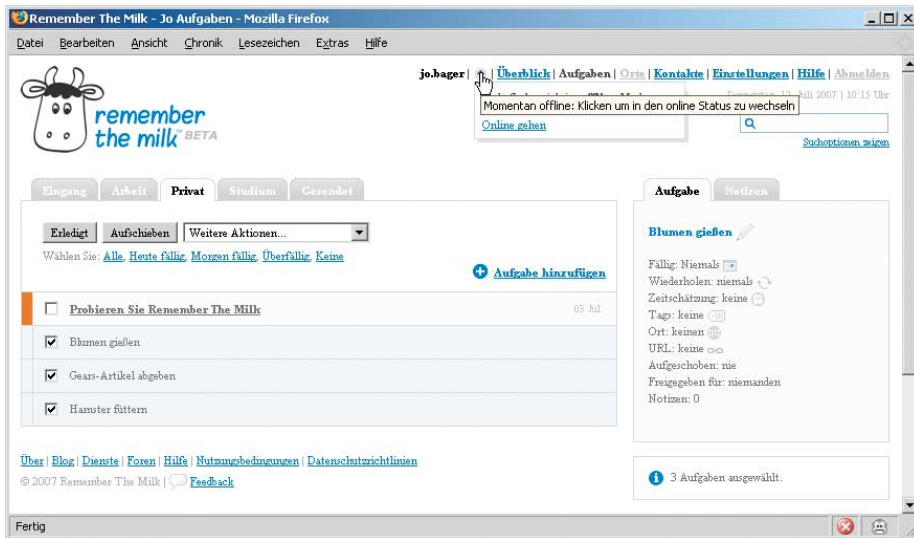 Remember The Milk - Jo Aufgaben - Mozilla Firefox
Datei Bearbeiten Ansicht Chronik Lesezeichen Extras Hilfe
jo.bager | | Überblick | Aufgaben | Orte | Kontakte | Einstellungen | Hilfe | Abmelden
Juli 2007 | 10:15 Uhr
Momentan offline: Klicken um in den online Status zu wechseln
Online gehen
remember
the milk BETA
Suchoptionen zeigen
Eingang Arbeit Privat Studium Gesendet
Aufgabe Notizen
Erledigt Aufschieben Weitere Aktionen...
Wählen Sie: Alle, Heute fällig, Morgen fällig, Überfällig, Keine
Aufgabe hinzufügen
Probieren Sie Remember The Milk 03 Jul
Blumen gießen
Gears-Artikel abgeben
Hamster füttern
Blumen gießen
Fällig: Niemals
Wiederholen: niemals
Zeitschätzung: keine
Tags: keine
Ort: keinen
URL: keine
Aufgeschoben: nie
Freigegeben für: niemanden
Notizen: 0
3 Aufgaben ausgewählt.
Über | Blog | Dienste | Foren | Hilfe | Nutzungsbedingungen | Datenschutzrichtlinien
© 2007 Remember The Milk | Feedback
Fertig